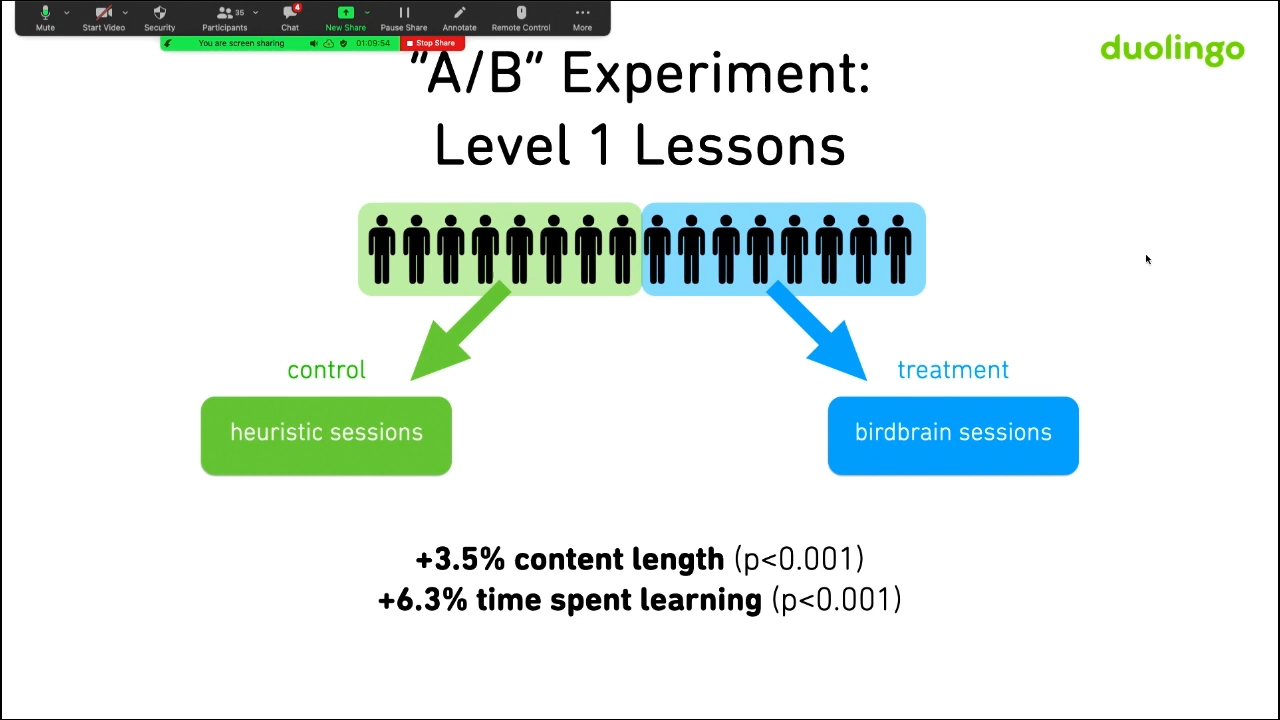 Mute
Start Video
Security
Participants
35
Chat
4
New Share
Pause Share
Annotate
Remote Control
More
You are screen sharing
01:09:54
Stop Share
duolingo
"A/B" Experiment:
Level 1 Lessons
control
treatment
heuristic sessions
birdbrain sessions
+3.5% content length (p<0.001)
+6.3% time spent learning (p<0.001)